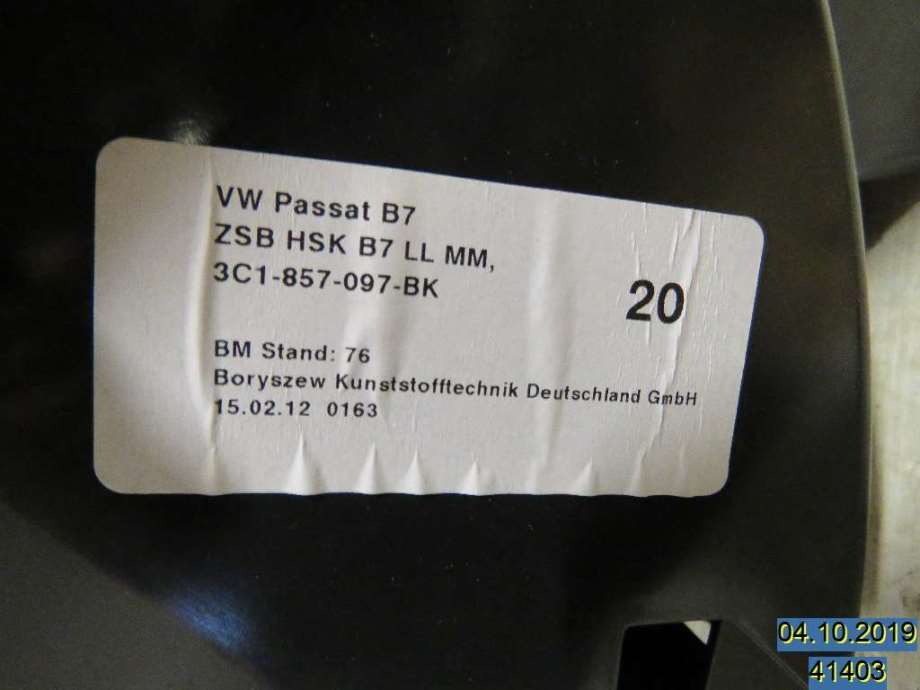 VW Passat B7
ZSB HSK B7 LL MM,
3C1-857-097-BK
20
BM Stand: 76
Boryszew Kunststofftechnik Deutschland GmbH
15.02.12 0163
04.10.2019
41403